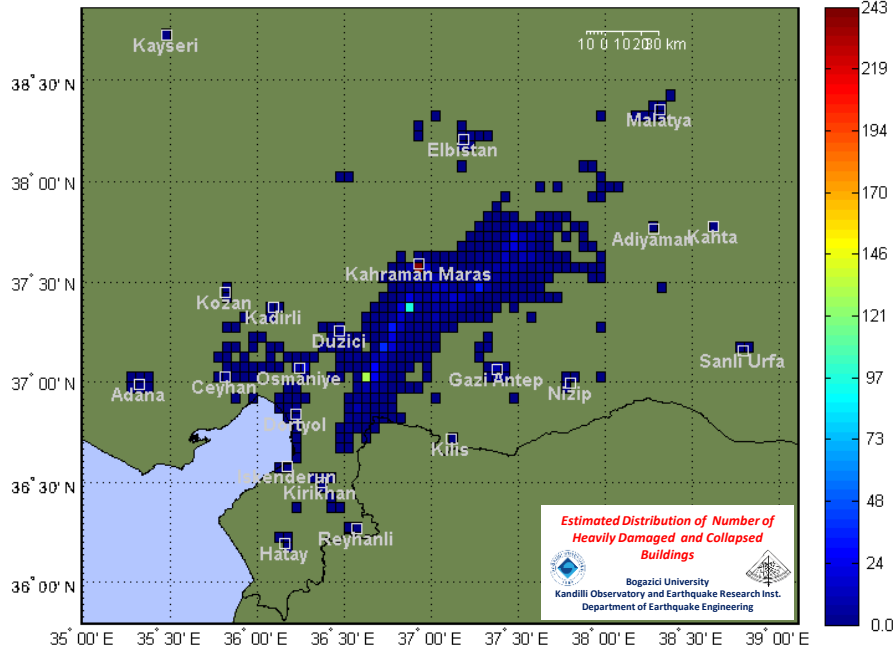 243
Kayseri
10 0 10 20 30 km
38° 30' N
219
Malatya
194
Elbistan
38° 00' N
170
Adiyaman Kahta
Kahraman Maras
146
37° 30' N
Kozan
Kadirli
121
Duzici
Sanli Urfa
37° 00' N
Adana
Ceyhan
Osmaniye
Gazi Antep
Nizip
97
Dortyol
Kilis
73
Iskenderun
36° 30' N
Kirikhan
48
Reyhanli
Hatay
Estimated Distribution of Number of
Heavily Damaged and Collapsed
Buildings
24
36° 00' N
Bogazici University
Kandilli Observatory and Earthquake Research Inst.
Department of Earthquake Engineering
0.0
35° 00' E 35° 30' E 36° 00' E 36° 30' E 37° 00' E 37° 30' E 38° 00' E 38° 30' E 39° 00' E